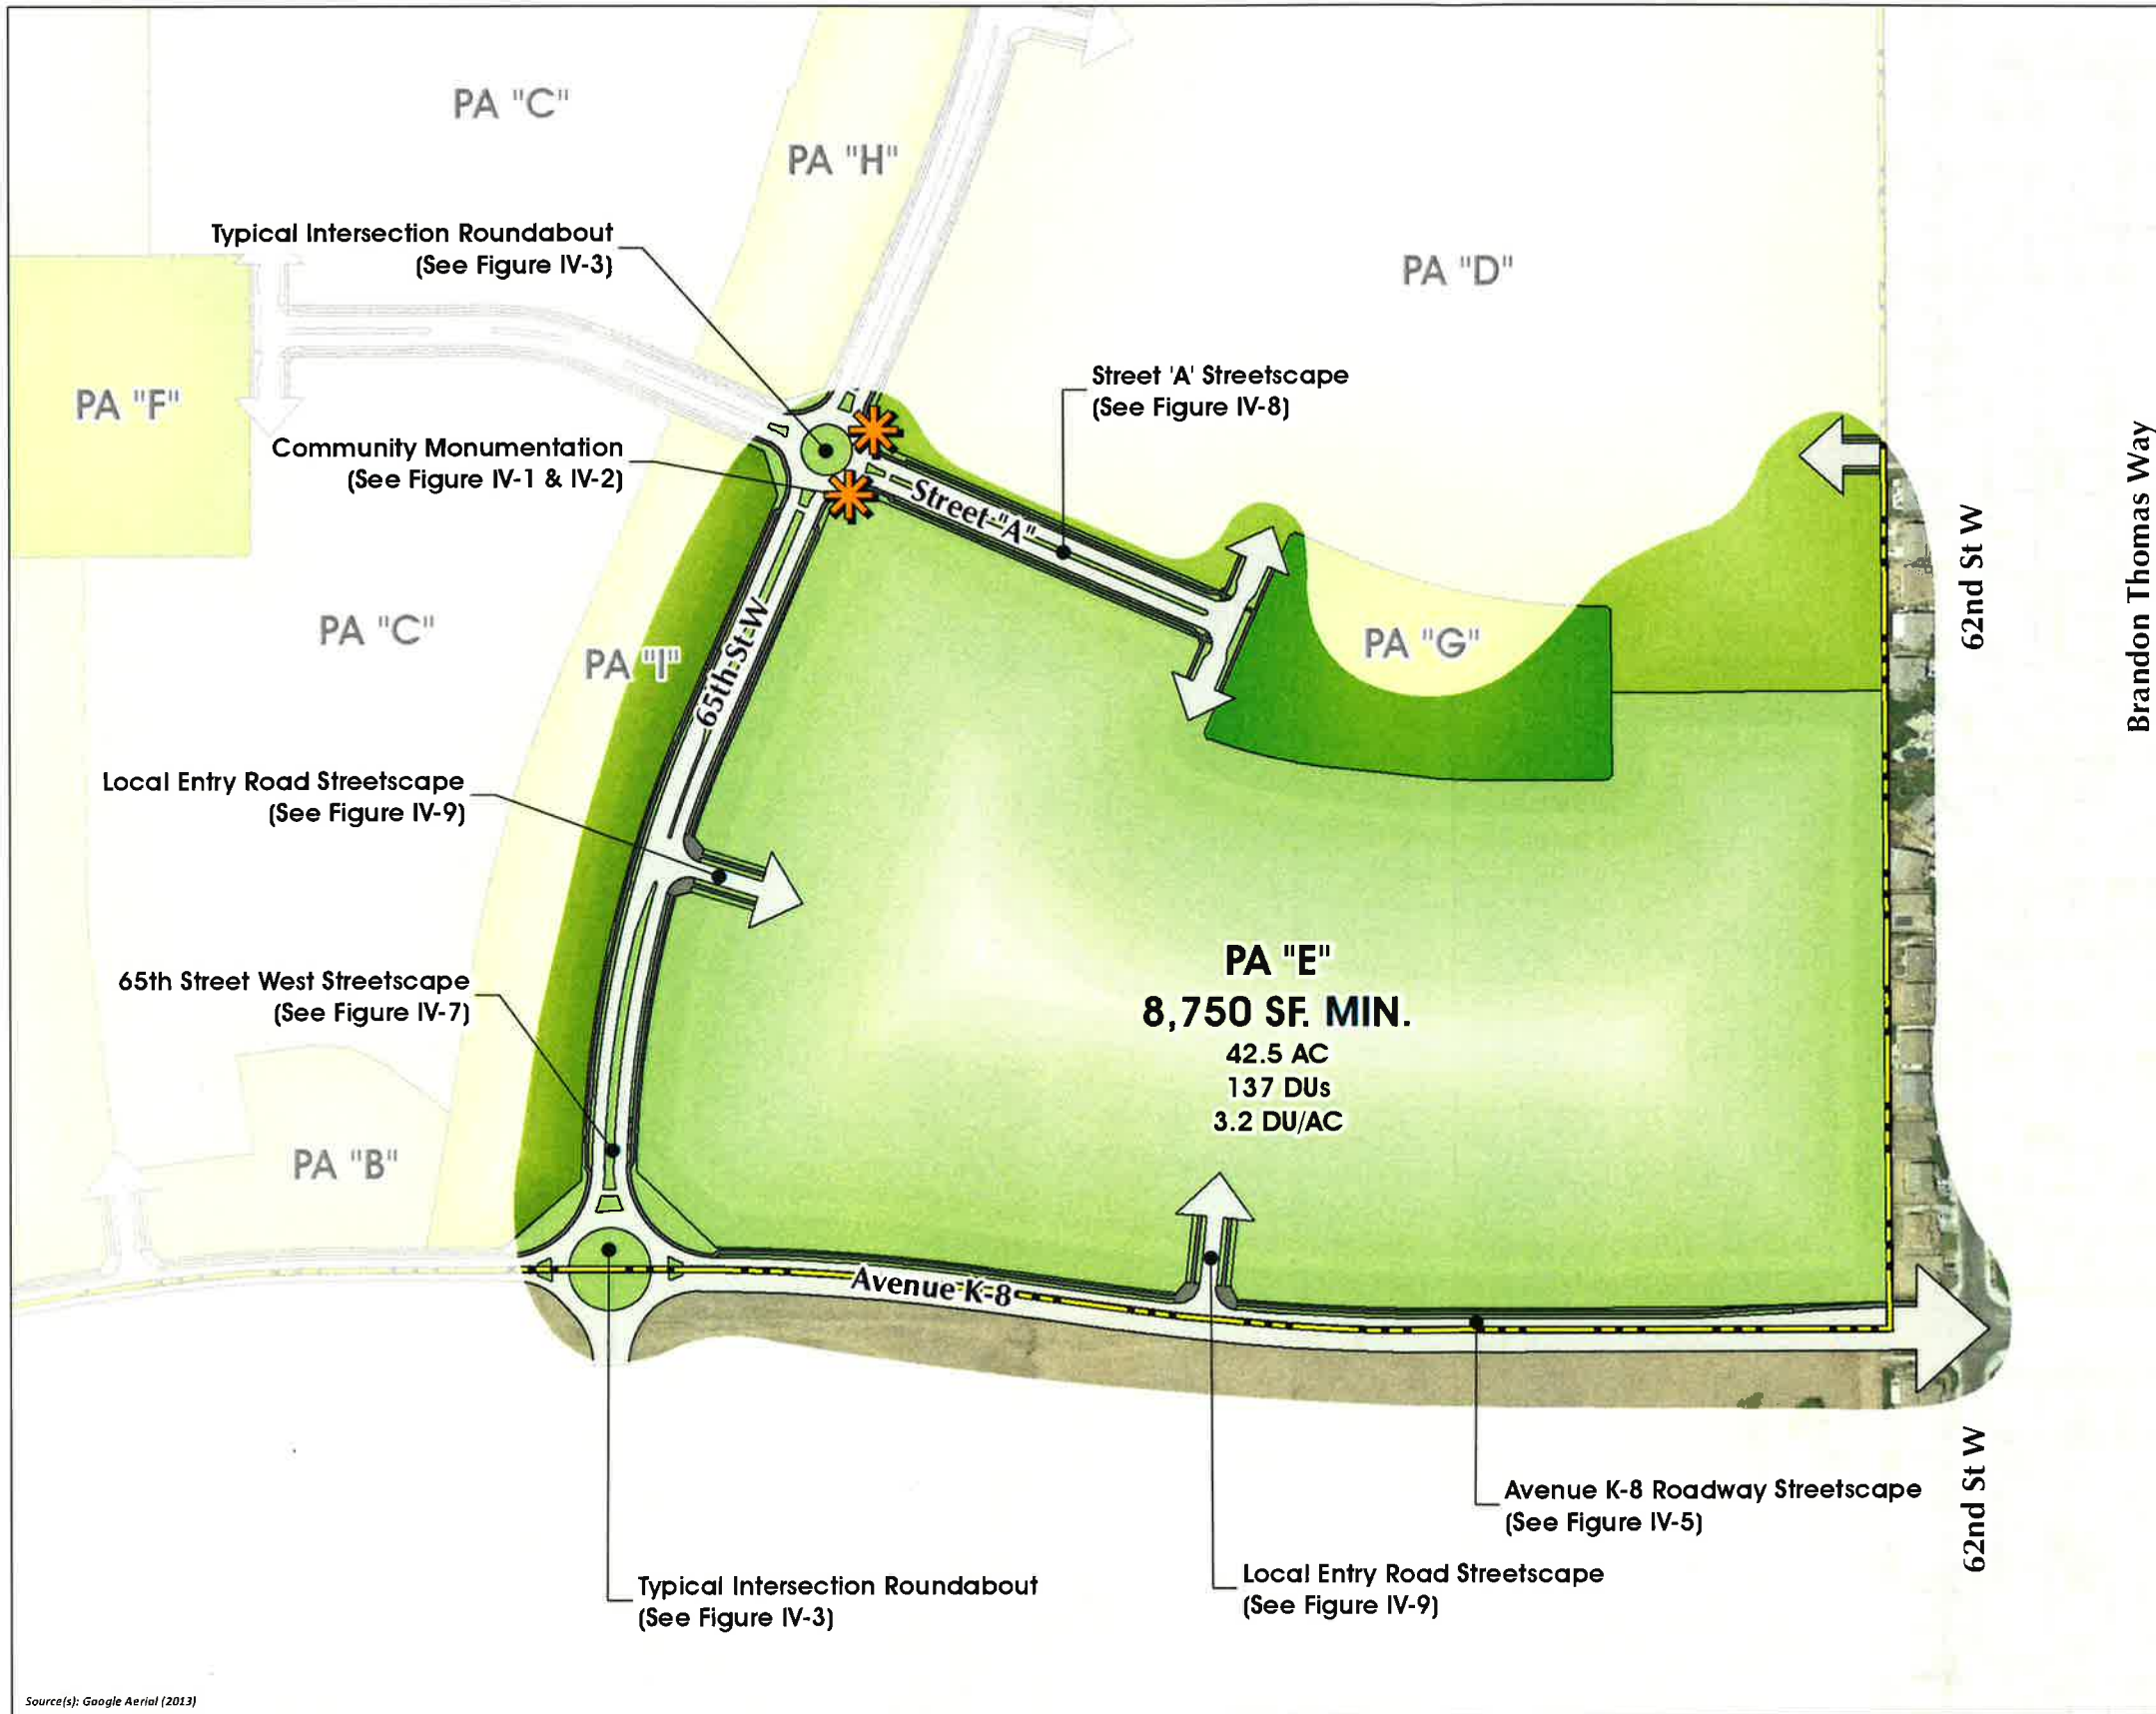 PA "C"
PA "H"
Typical Intersection Roundabout
(See Figure IV-3)
PA "D"
Street 'A' Streetscape
(See Figure IV-8)
PA "F"
Community Monumentation
(See Figure IV-1 & IV-2)
Street "A"
62nd St W
Brandon Thomas Way
PA "C"
PA "I"
65th St W
PA "G"
Local Entry Road Streetscape
(See Figure IV-9)
65th Street West Streetscape
(See Figure IV-7)
PA "E"
8,750 SF. MIN.
42.5 AC
137 DUs
3.2 DU/AC
PA "B"
Avenue K-8
Avenue K-8 Roadway Streetscape
(See Figure IV-5)
62nd St W
Local Entry Road Streetscape
(See Figure IV-9)
Typical Intersection Roundabout
(See Figure IV-3)
Source(s): Google Aerial (2013)